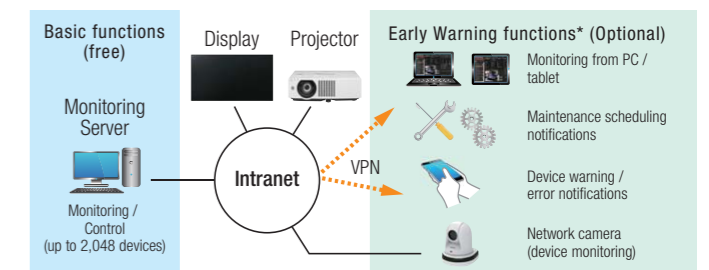 Basic functions
(free)
Monitoring
Server
Monitoring /
Control
(up to 2,048 devices)
Display
Projector
Intranet
VPN
Early Warning functions* (Optional)
Monitoring from PC /
tablet
Maintenance scheduling
notifications
Device warning /
error notifications
Network camera
(device monitoring)